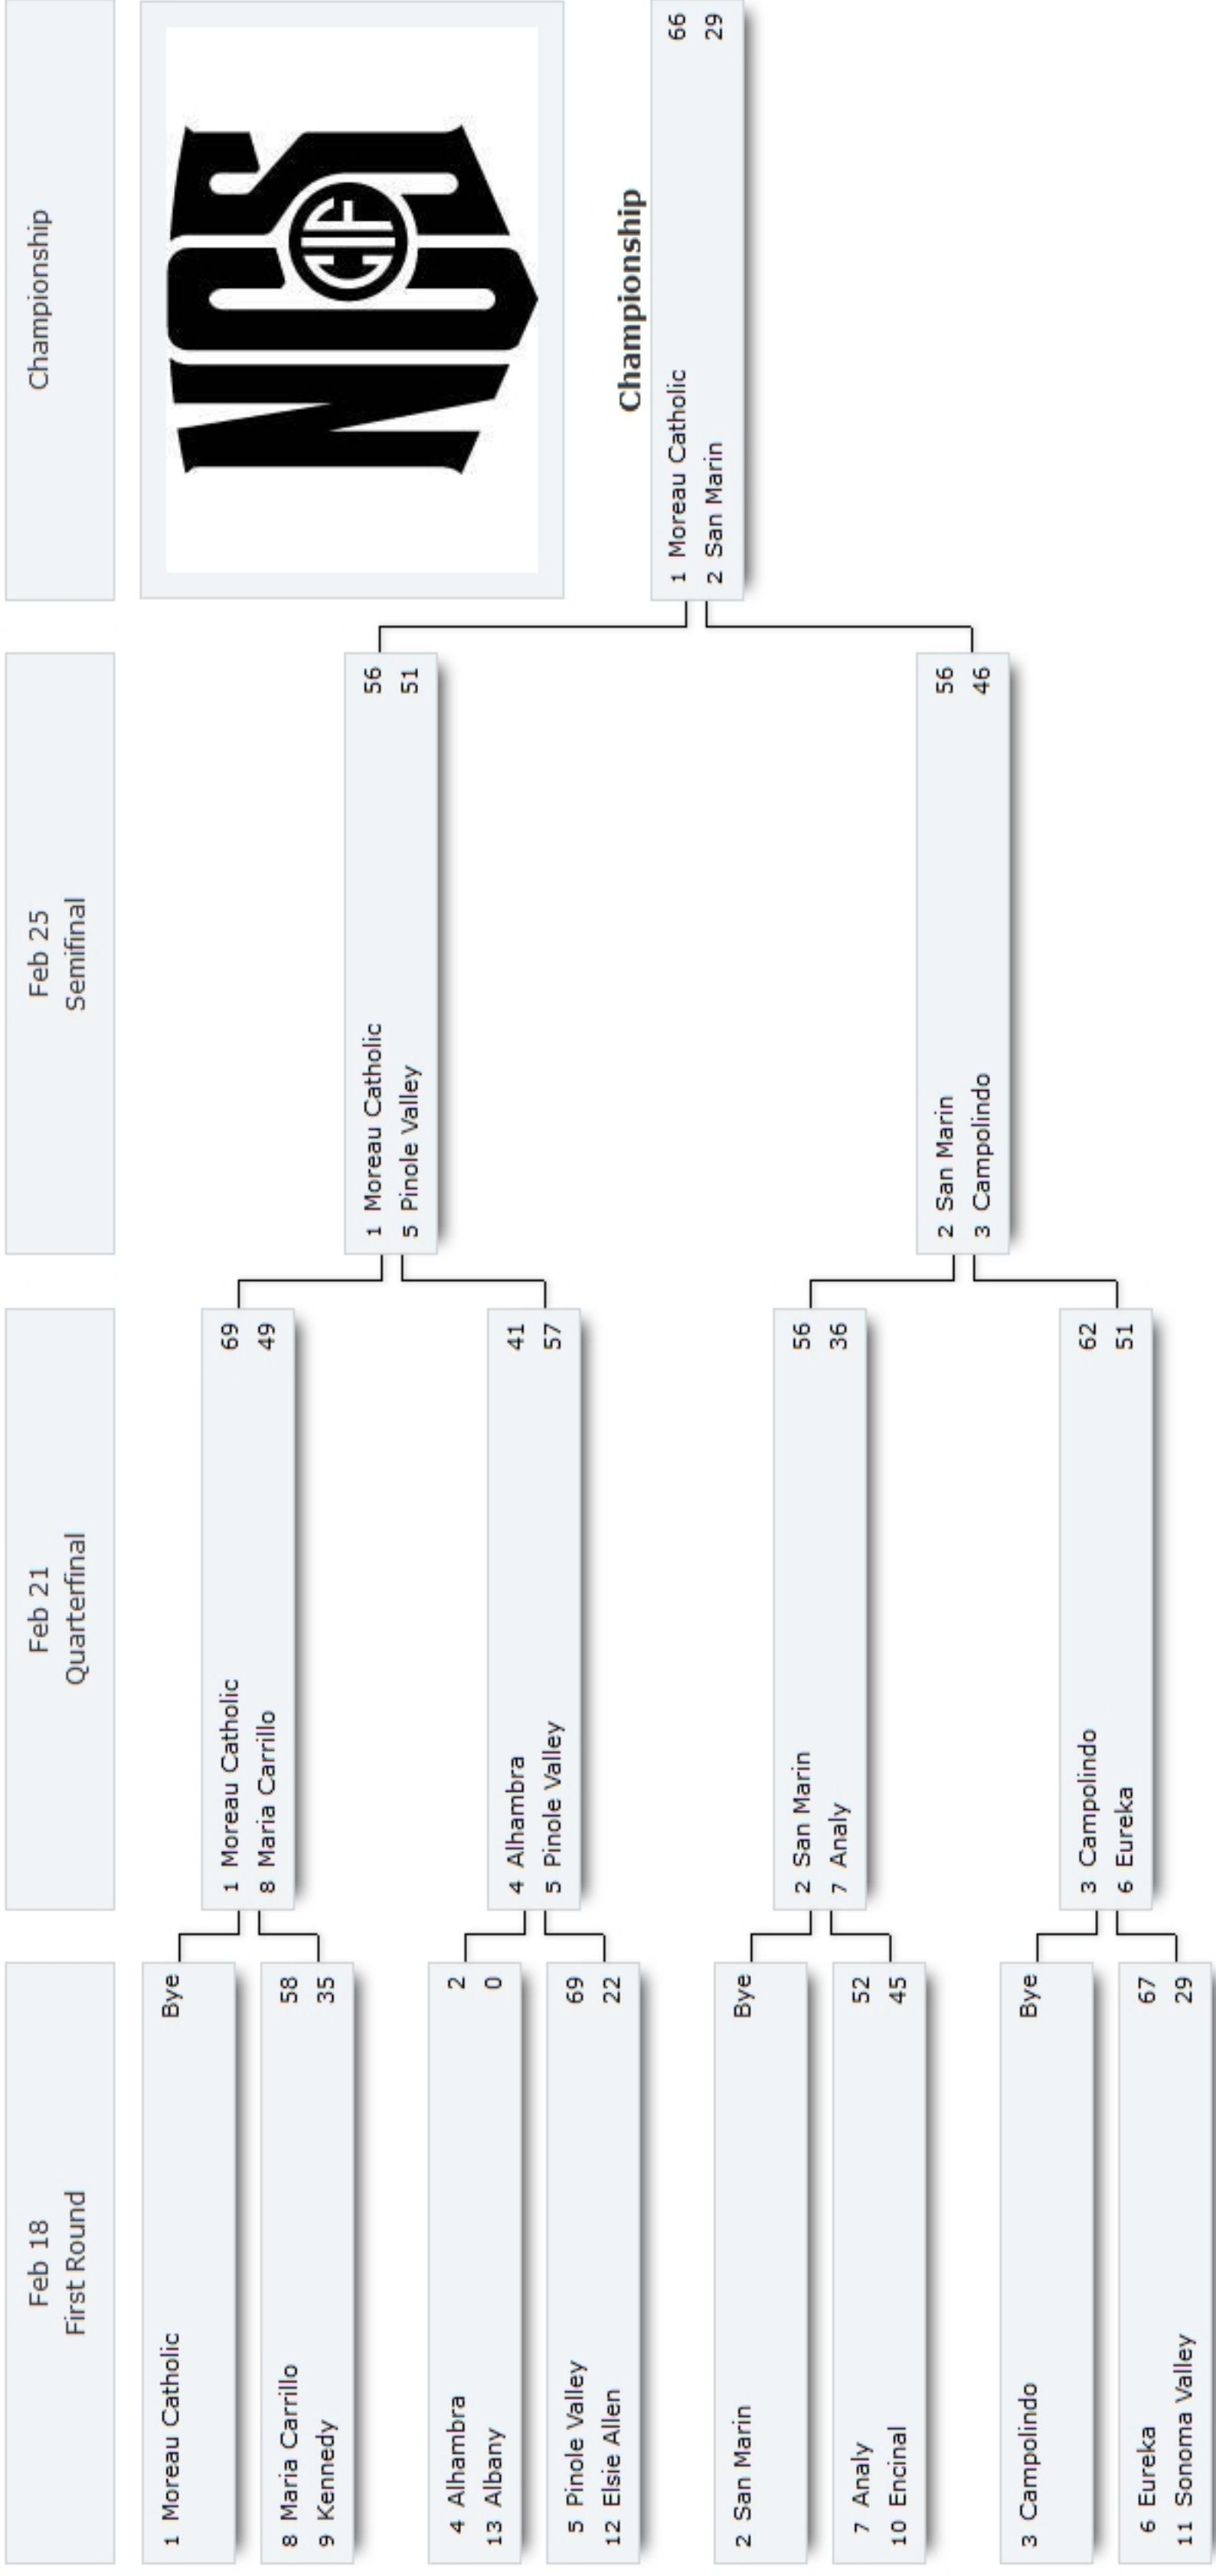 Feb 18
First Round
Feb 21
Quarterfinal
Feb 25
Semifinal
Championship
1 Moreau Catholic Bye
8 Maria Carrillo 58
9 Kennedy 35
4 Alhambra 2
13 Albany 0
5 Pinole Valley 69
12 Elsie Allen 22
2 San Marin Bye
7 Analy 52
10 Encinal 45
3 Campolindo Bye
6 Eureka 67
11 Sonoma Valley 29
1 Moreau Catholic 69
8 Maria Carrillo 49
4 Alhambra 41
5 Pinole Valley 57
2 San Marin 56
7 Analy 36
3 Campolindo 62
6 Eureka 51
1 Moreau Catholic 56
5 Pinole Valley 51
2 San Marin 56
3 Campolindo 46
NCS
CIF
Championship
1 Moreau Catholic 66
2 San Marin 29